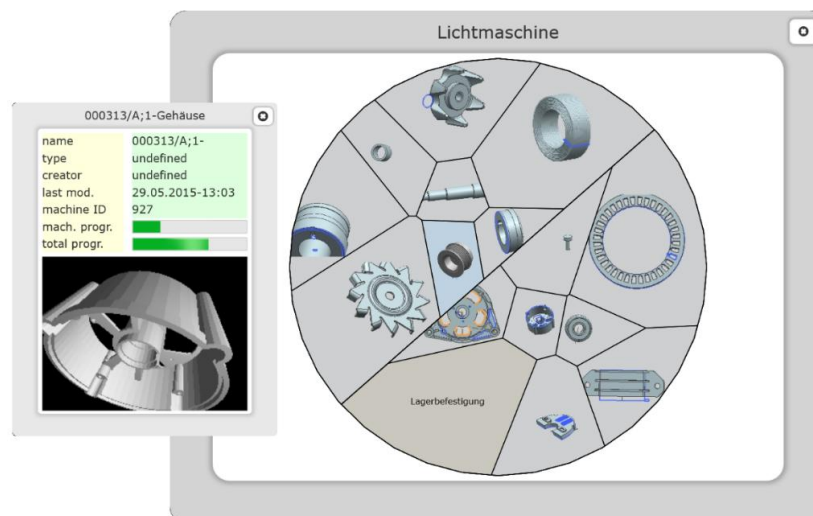 Lichtmaschine
000313/A;1-Gehäuse
name 000313/A;1-
type undefined
creator undefined
last mod. 29.05.2015-13:03
machine ID 927
mach. progr.
total progr.
Lagerbefestigung